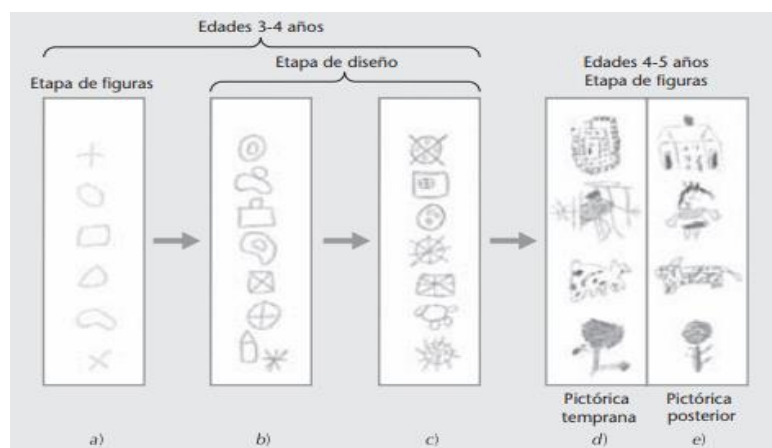 Edades 3-4 años
Etapa de diseño
Etapa de figuras
Edades 4-5 años
Etapa de figuras
Pictórica
temprana
Pictórica
posterior
a)
b)
c)
d)
e)